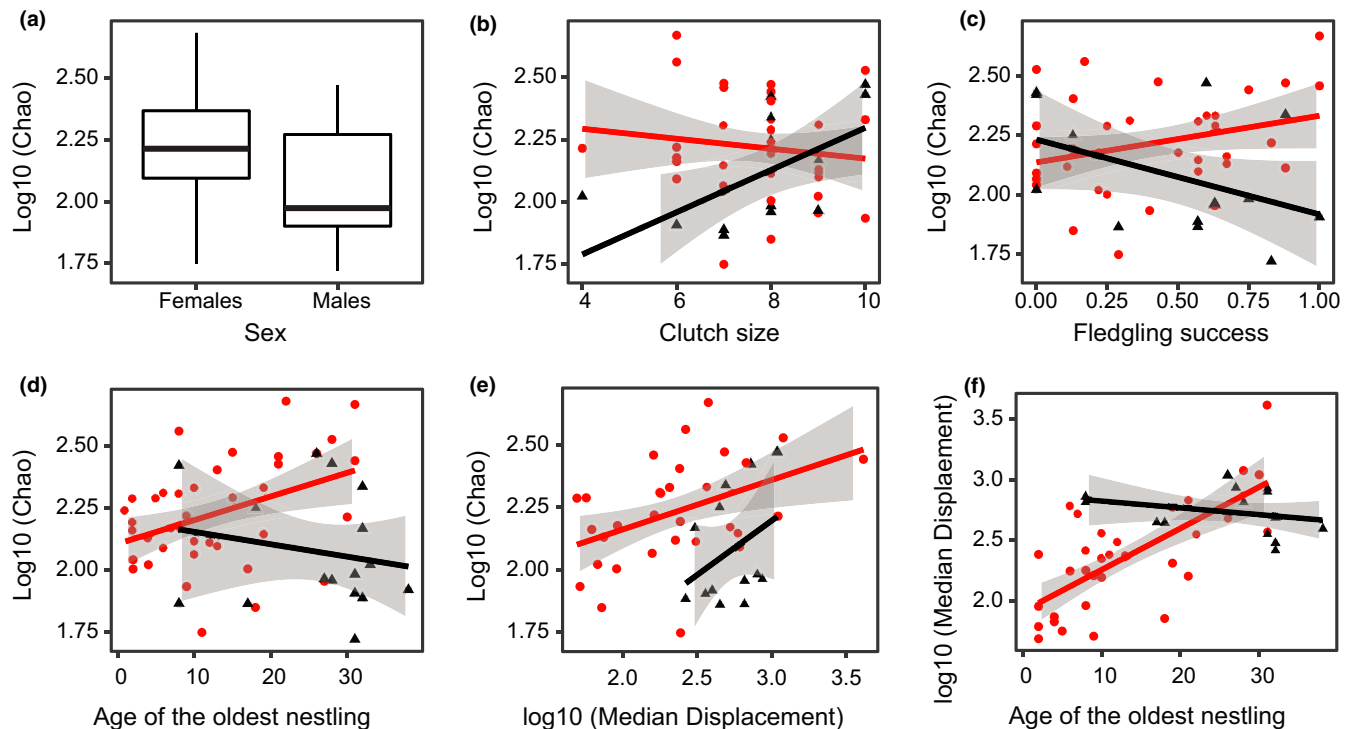 (a)
Log10 (Chao)
2.50
2.25
2.00
1.75
Females Males
Sex
(b)
Log10 (Chao)
2.50
2.25
2.00
1.75
4 6 8 10
Clutch size
(c)
Log10 (Chao)
2.50
2.25
2.00
1.75
0.00 0.25 0.50 0.75 1.00
Fledgling success
(d)
Log10 (Chao)
2.50
2.25
2.00
1.75
0 10 20 30
Age of the oldest nestling
(e)
Log10 (Chao)
2.50
2.25
2.00
1.75
2.0 2.5 3.0 3.5
log10 (Median Displacement)
(f)
log10 (Median Displacement)
3.5
3.0
2.5
2.0
0 10 20 30
Age of the oldest nestling